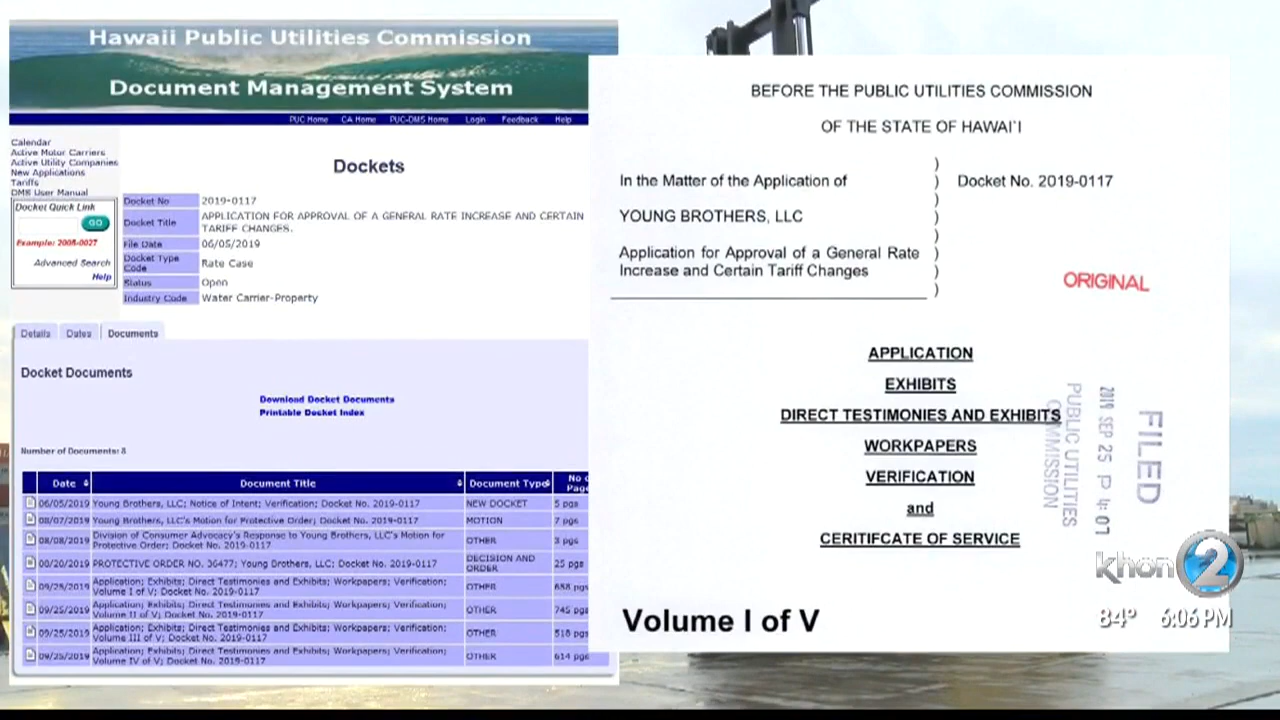 Hawaii Public Utilities Commission
Document Management System
PUC Home CA Home PUC-DMS Home Login Feedback Help
Calendar
Active Motor Carriers
Active Utility Companies
New Applications
Tariffs
DMS User Manual
Docket Quick Link
GO
Example: 2008-0027
Advanced Search
Help
Dockets
Docket No 2019-0117
Docket Title APPLICATION FOR APPROVAL OF A GENERAL RATE INCREASE AND CERTAIN
TARIFF CHANGES.
File Date 06/05/2019
Docket Type
Code Rate Case
Status Open
Industry Code Water Carrier-Property
Details Dates Documents
Docket Documents
Download Docket Documents
Printable Docket Index
Number of Documents: 8
Date Document Title Document Type No o
Page
06/05/2019 Young Brothers, LLC; Notice of Intent; Verification; Docket No. 2019-0117 NEW DOCKET 5 pgs
08/07/2019 Young Brothers, LLC's Motion for Protective Order; Docket No. 2019-0117 MOTION 7 pgs
08/08/2019 Division of Consumer Advocacy's Response to Young Brothers, LLC's Motion for
Protective Order; Docket No. 2019-0117 OTHER 3 pgs
08/20/2019 PROTECTIVE ORDER NO. 36477; Young Brothers, LLC; Docket No. 2019-0117 DECISION AND
ORDER 25 pgs
09/25/2019 Application; Exhibits; Direct Testimonies and Exhibits; Workpapers; Verification;
Volume I of V; Docket No. 2019-0117 OTHER 658 pgs
09/25/2019 Application; Exhibits; Direct Testimonies and Exhibits; Workpapers; Verification;
Volume II of V; Docket No. 2019-0117 OTHER 745 pgs
09/25/2019 Application; Exhibits; Direct Testimonies and Exhibits; Workpapers; Verification;
Volume III of V; Docket No. 2019-0117 OTHER 518 pgs
09/25/2019 Application; Exhibits; Direct Testimonies and Exhibits; Workpapers; Verification;
Volume IV of V; Docket No. 2019-0117 OTHER 614 pgs
BEFORE THE PUBLIC UTILITIES COMMISSION
OF THE STATE OF HAWAI`I
In the Matter of the Application of
YOUNG BROTHERS, LLC
Application for Approval of a General Rate
Increase and Certain Tariff Changes
Docket No. 2019-0117
ORIGINAL
APPLICATION
EXHIBITS
DIRECT TESTIMONIES AND EXHIBITS
WORKPAPERS
VERIFICATION
and
CERITIFCATE OF SERVICE
PUBLIC UTILITIES
COMMISSION
2019 SEP 25 P 4: 07
FILED
Volume I of V
khon 2
84° 6:06 PM